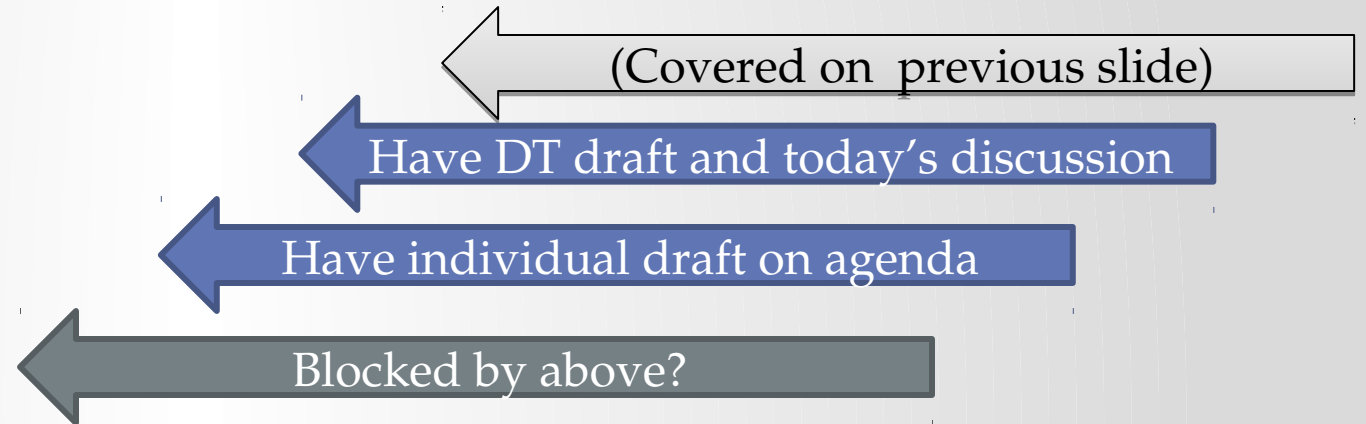 (Covered on previous slide)
Have DT draft and today's discussion
Have individual draft on agenda
Blocked by above?